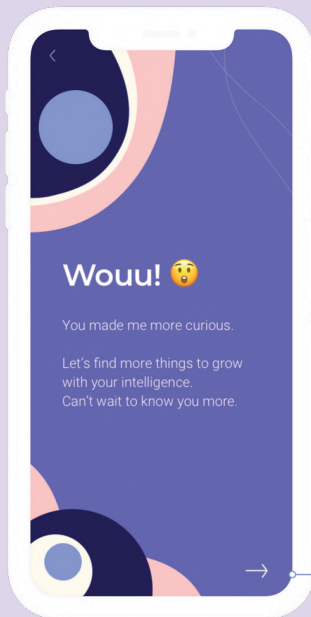 Wouu! 😲
You made me more curious.
Let's find more things to grow
with your intelligence.
Can't wait to know you more.